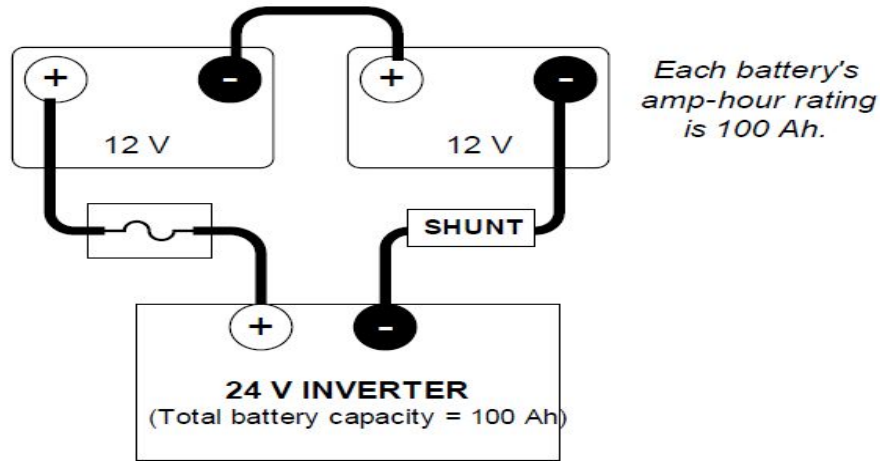 + - + -
12 V 12 V
Each battery's
amp-hour rating
is 100 Ah.
SHUNT
+ -
24 V INVERTER
(Total battery capacity = 100 Ah)